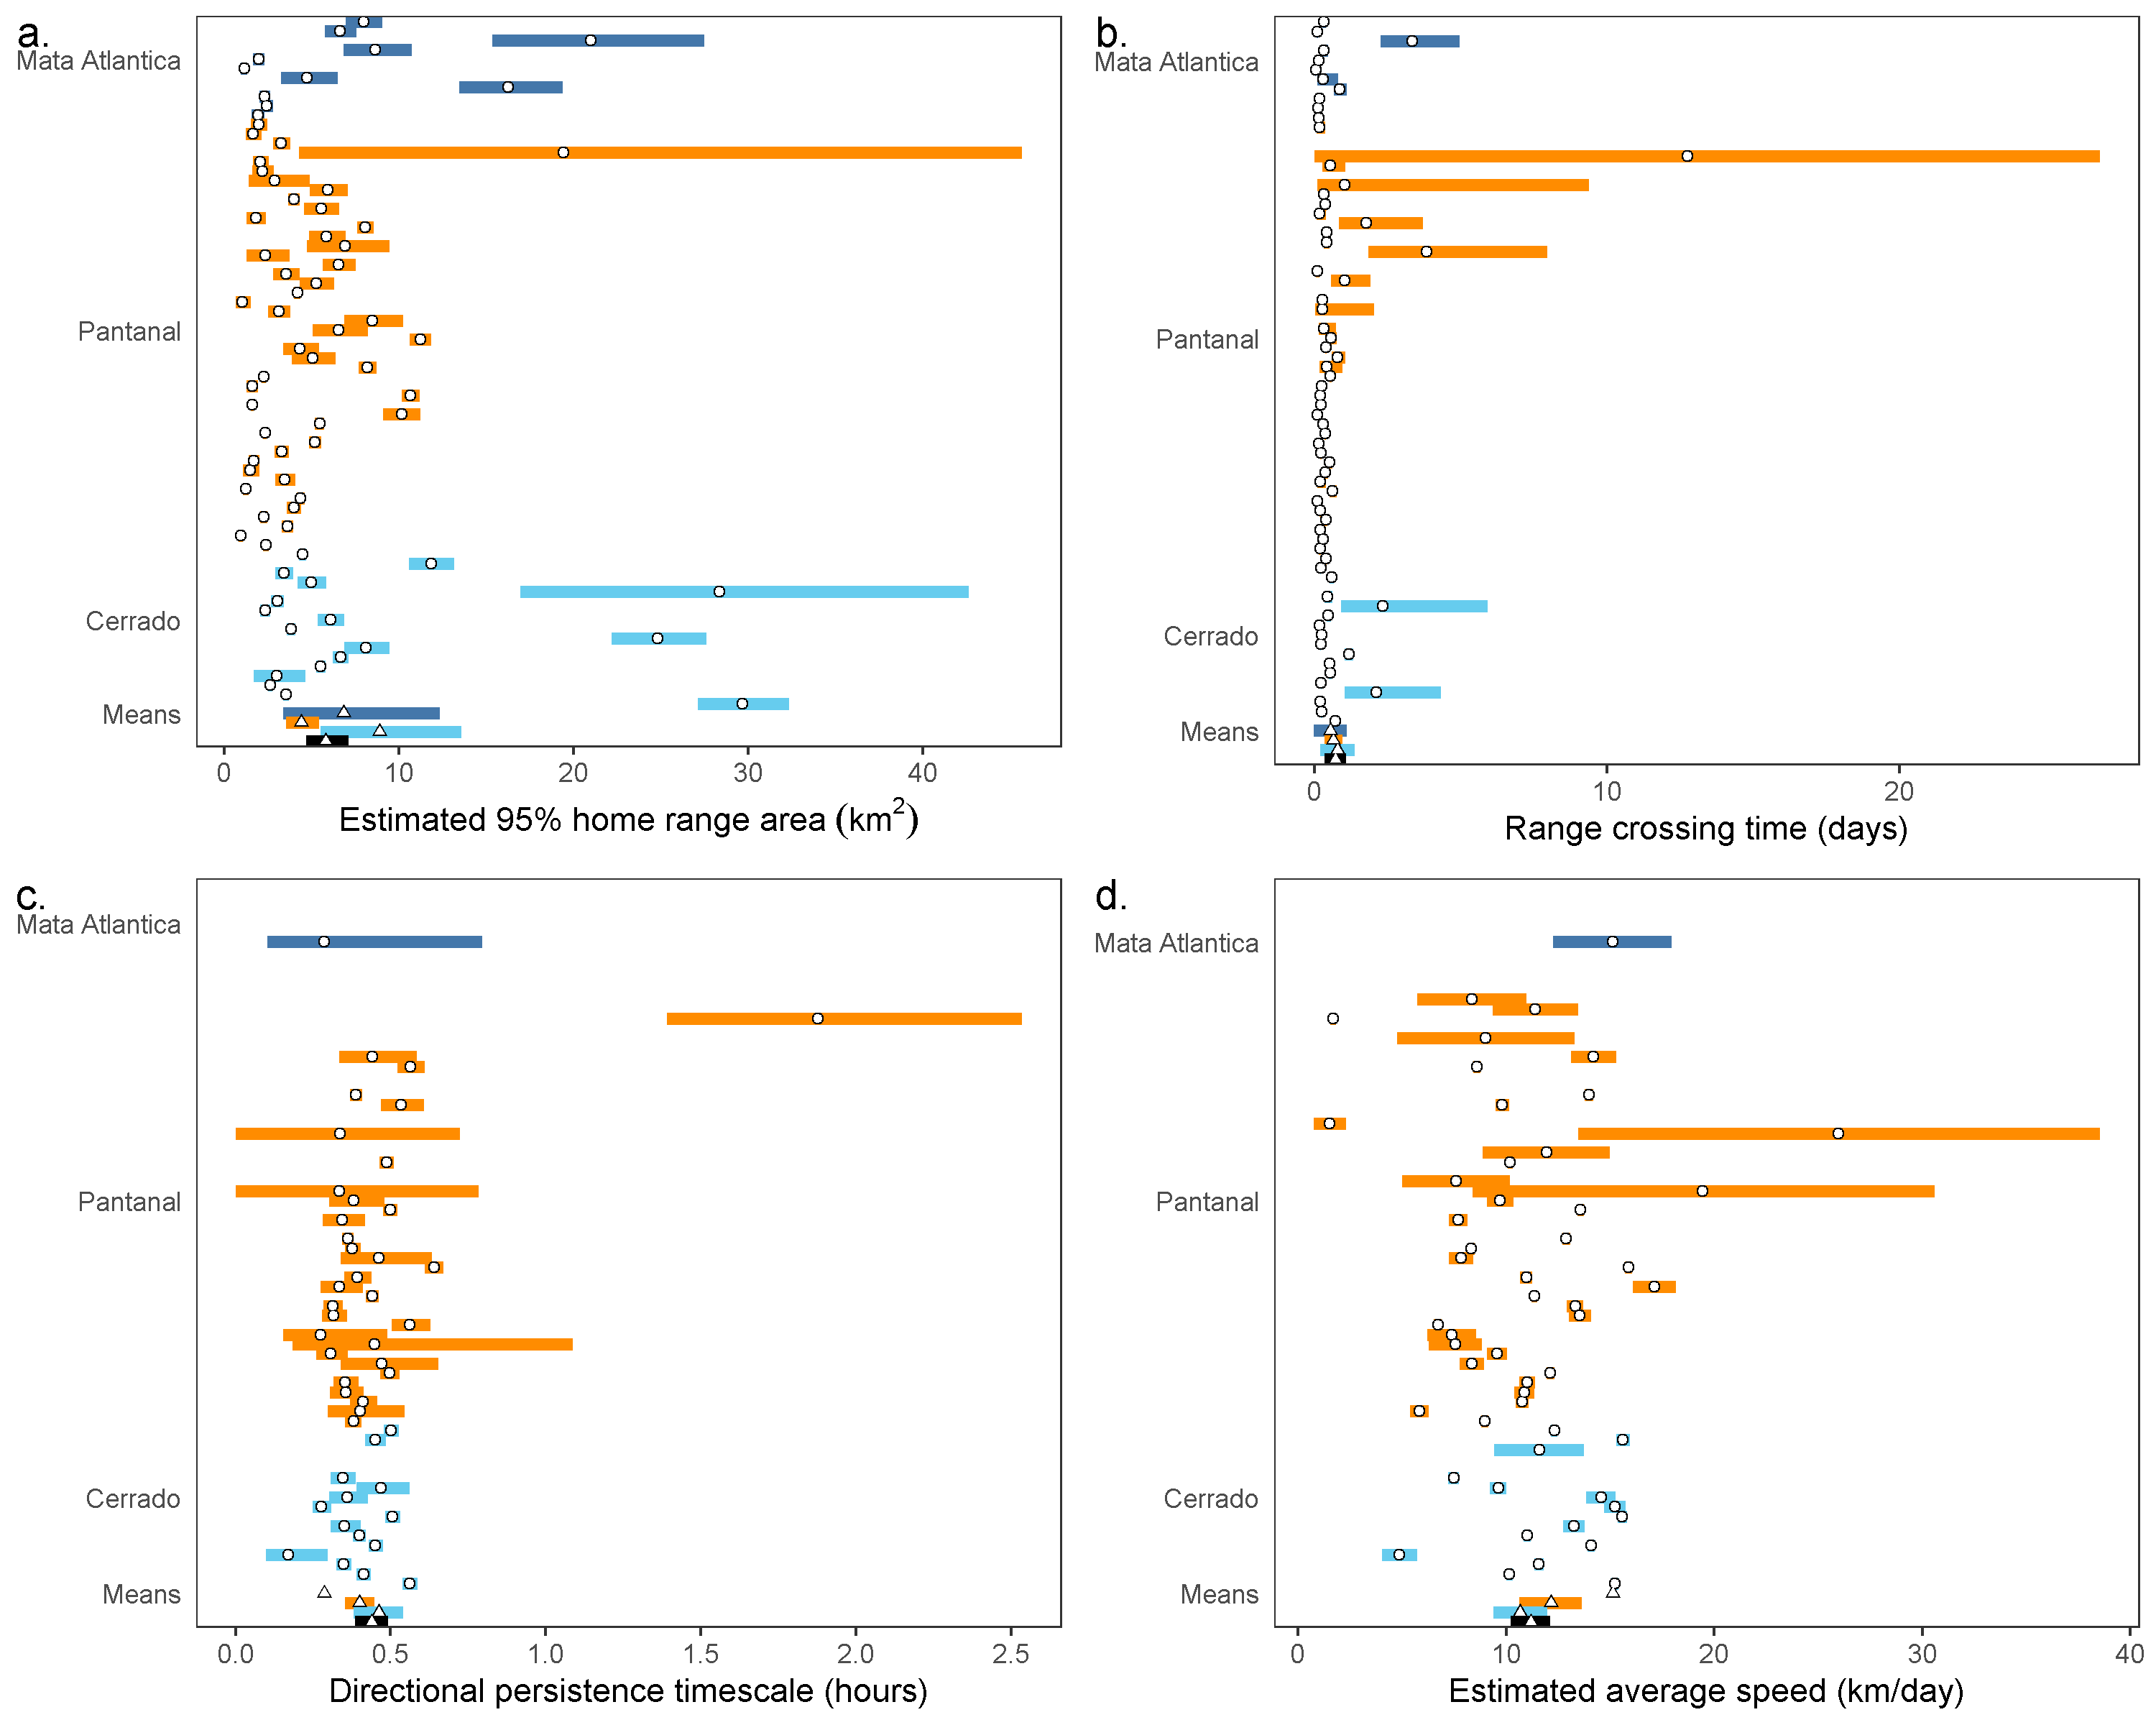 a.
Mata Atlantica
Pantanal
Cerrado
Means
0 10 20 30 40
Estimated 95% home range area (km²)
b.
Mata Atlantica
Pantanal
Cerrado
Means
0 10 20
Range crossing time (days)
c.
Mata Atlantica
Pantanal
Cerrado
Means
0.0 0.5 1.0 1.5 2.0 2.5
Directional persistence timescale (hours)
d.
Mata Atlantica
Pantanal
Cerrado
Means
0 10 20 30 40
Estimated average speed (km/day)